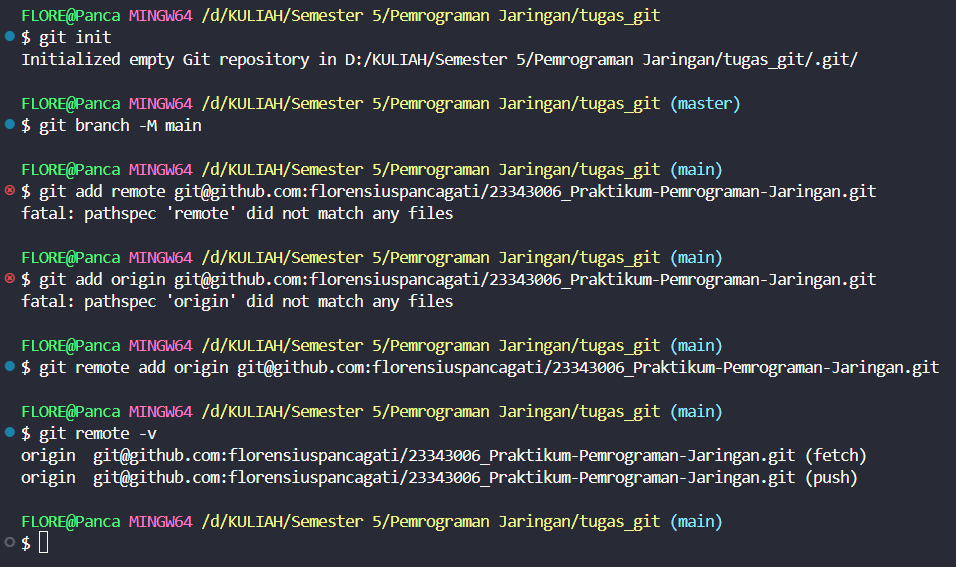 FLORE@Panca MINGW64 /d/KULIAH/Semester 5/Pemrograman Jaringan/tugas_git
$ git init
Initialized empty Git repository in D:/KULIAH/Semester 5/Pemrograman Jaringan/tugas_git/.git/
FLORE@Panca MINGW64 /d/KULIAH/Semester 5/Pemrograman Jaringan/tugas_git (master)
$ git branch -M main
FLORE@Panca MINGW64 /d/KULIAH/Semester 5/Pemrograman Jaringan/tugas_git (main)
$ git add remote git@github.com:florensiuspancagati/23343006_Praktikum-Pemrograman-Jaringan.git
fatal: pathspec 'remote' did not match any files
FLORE@Panca MINGW64 /d/KULIAH/Semester 5/Pemrograman Jaringan/tugas_git (main)
$ git add origin git@github.com:florensiuspancagati/23343006_Praktikum-Pemrograman-Jaringan.git
fatal: pathspec 'origin' did not match any files
FLORE@Panca MINGW64 /d/KULIAH/Semester 5/Pemrograman Jaringan/tugas_git (main)
$ git remote add origin git@github.com:florensiuspancagati/23343006_Praktikum-Pemrograman-Jaringan.git
FLORE@Panca MINGW64 /d/KULIAH/Semester 5/Pemrograman Jaringan/tugas_git (main)
$ git remote -v
origin  git@github.com:florensiuspancagati/23343006_Praktikum-Pemrograman-Jaringan.git (fetch)
origin  git@github.com:florensiuspancagati/23343006_Praktikum-Pemrograman-Jaringan.git (push)
FLORE@Panca MINGW64 /d/KULIAH/Semester 5/Pemrograman Jaringan/tugas_git (main)
$